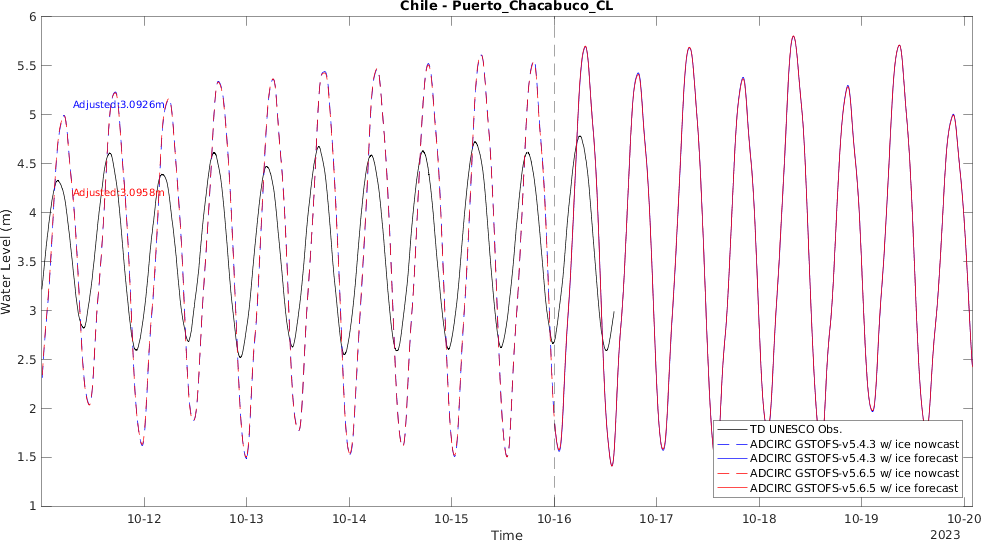 Chile - Puerto_Chacabuco_CL
6
5.5
5
4.5
4
3.5
3
2.5
2
1.5
1
Water Level (m)
Adjusted:3.0926m
Adjusted:3.0958m
TD UNESCO Obs.
ADCIRC GSTOFS-v5.4.3 w/ ice nowcast
ADCIRC GSTOFS-v5.4.3 w/ ice forecast
ADCIRC GSTOFS-v5.6.5 w/ ice nowcast
ADCIRC GSTOFS-v5.6.5 w/ ice forecast
10-12 10-13 10-14 10-15 10-16 10-17 10-18 10-19 10-20
Time
2023